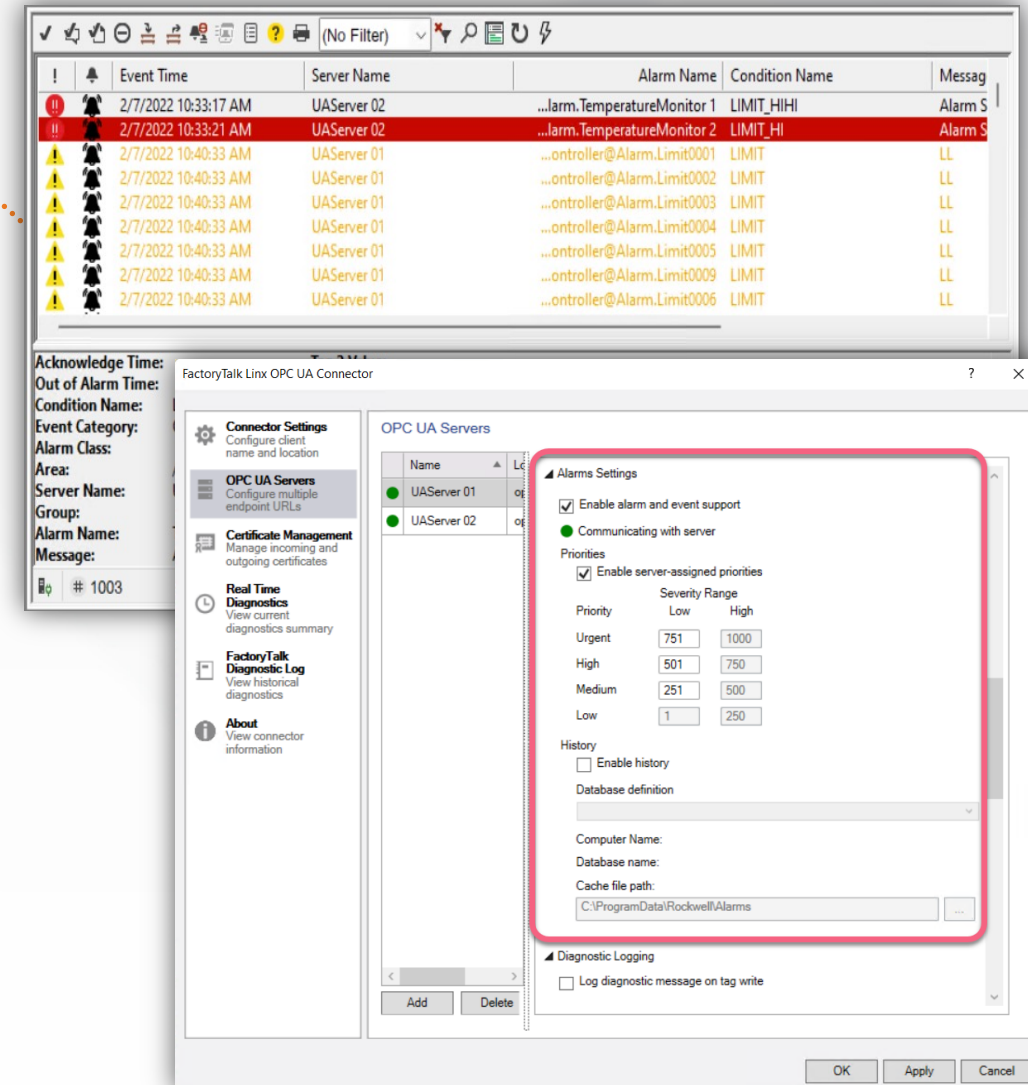 (No Filter)
! Event Time Server Name Alarm Name Condition Name Messag
2/7/2022 10:33:17 AM UAServer 02 ...larm.TemperatureMonitor 1 LIMIT_HIHI Alarm S
2/7/2022 10:33:21 AM UAServer 02 ...larm.TemperatureMonitor 2 LIMIT_HI Alarm S
2/7/2022 10:40:33 AM UAServer 01 ...ontroller@Alarm.Limit0001 LIMIT LL
2/7/2022 10:40:33 AM UAServer 01 ...ontroller@Alarm.Limit0002 LIMIT LL
2/7/2022 10:40:33 AM UAServer 01 ...ontroller@Alarm.Limit0003 LIMIT LL
2/7/2022 10:40:33 AM UAServer 01 ...ontroller@Alarm.Limit0004 LIMIT LL
2/7/2022 10:40:33 AM UAServer 01 ...ontroller@Alarm.Limit0005 LIMIT LL
2/7/2022 10:40:33 AM UAServer 01 ...ontroller@Alarm.Limit0009 LIMIT LL
2/7/2022 10:40:33 AM UAServer 01 ...ontroller@Alarm.Limit0006 LIMIT LL
Acknowledge Time:
Out of Alarm Time:
Condition Name:
Event Category:
Alarm Class:
Area:
Server Name:
Group:
Alarm Name:
Message:
# 1003
FactoryTalk Linx OPC UA Connector ? X
Connector Settings
Configure client
name and location
OPC UA Servers
Configure multiple
endpoint URLs
Certificate Management
Manage incoming and
outgoing certificates
Real Time
Diagnostics
View current
diagnostics summary
FactoryTalk
Diagnostic Log
View historical
diagnostics
About
View connector
information
OPC UA Servers
Name Lo
UAServer 01 op
UAServer 02 op
Add Delete
Alarms Settings
Enable alarm and event support
Communicating with server
Priorities
Enable server-assigned priorities
Severity Range
Priority Low High
Urgent 751 1000
High 501 750
Medium 251 500
Low 1 250
History
Enable history
Database definition
Computer Name:
Database name:
Cache file path:
C:\ProgramData\Rockwell\Alarms ...
Diagnostic Logging
Log diagnostic message on tag write
OK Apply Cancel